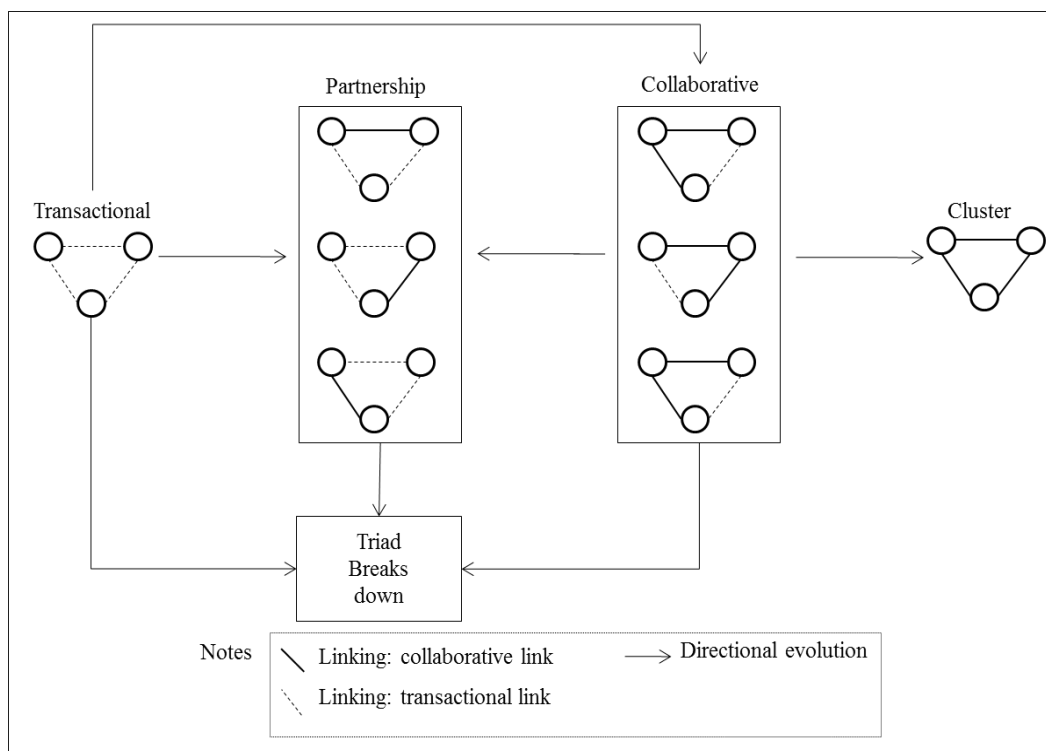 Partnership
Collaborative
Transactional
Cluster
Triad
Breaks
down
Notes
Linking: collaborative link
Directional evolution
Linking: transactional link